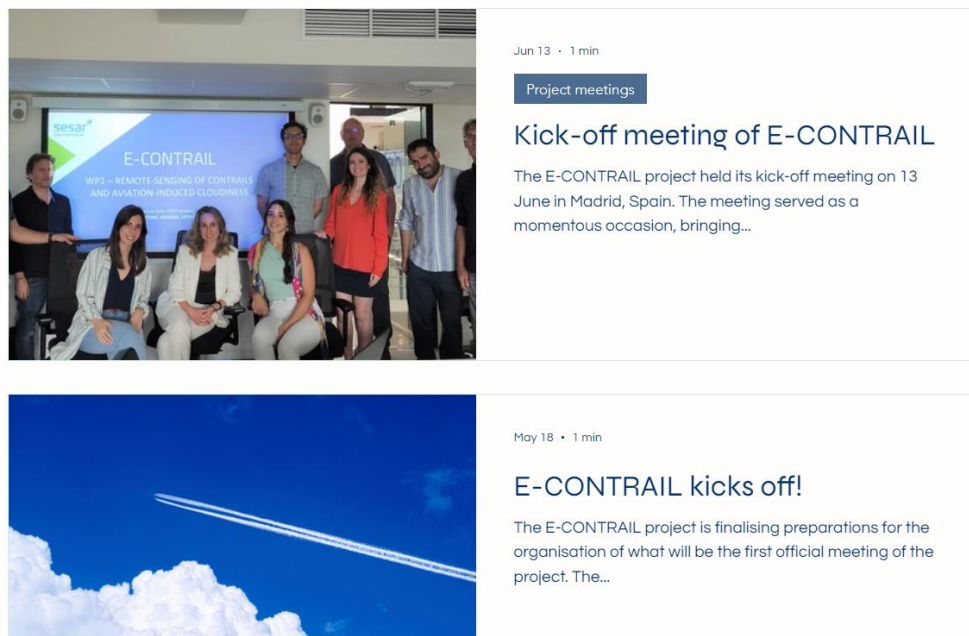 sesar
E-CONTRAIL
WP1 – REMOTE-SENSING OF CONTRAILS
AND AVIATION-INDUCED CLOUDINESS
Jun 13 • 1 min
Project meetings
Kick-off meeting of E-CONTRAIL
The E-CONTRAIL project held its kick-off meeting on 13
June in Madrid, Spain. The meeting served as a
momentous occasion, bringing...
May 18 • 1 min
E-CONTRAIL kicks off!
The E-CONTRAIL project is finalising preparations for the
organisation of what will be the first official meeting of the
project. The...